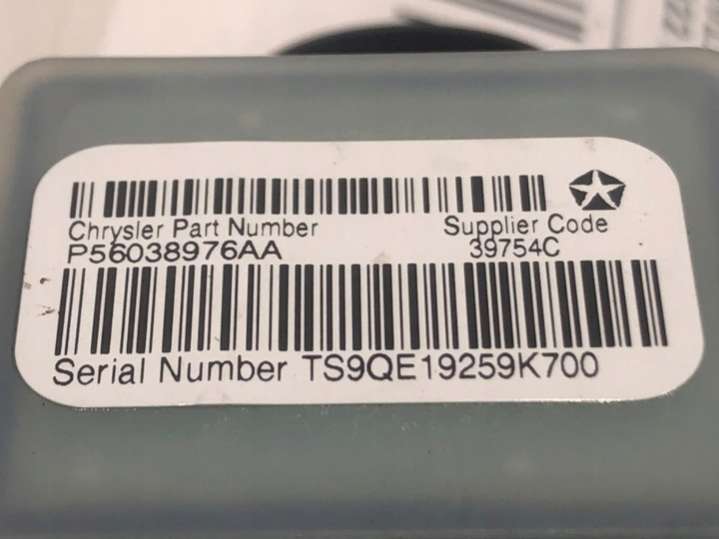 Chrysler Part Number Supplier Code
P56038976AA 39754C
Serial Number TS9QE19259K700